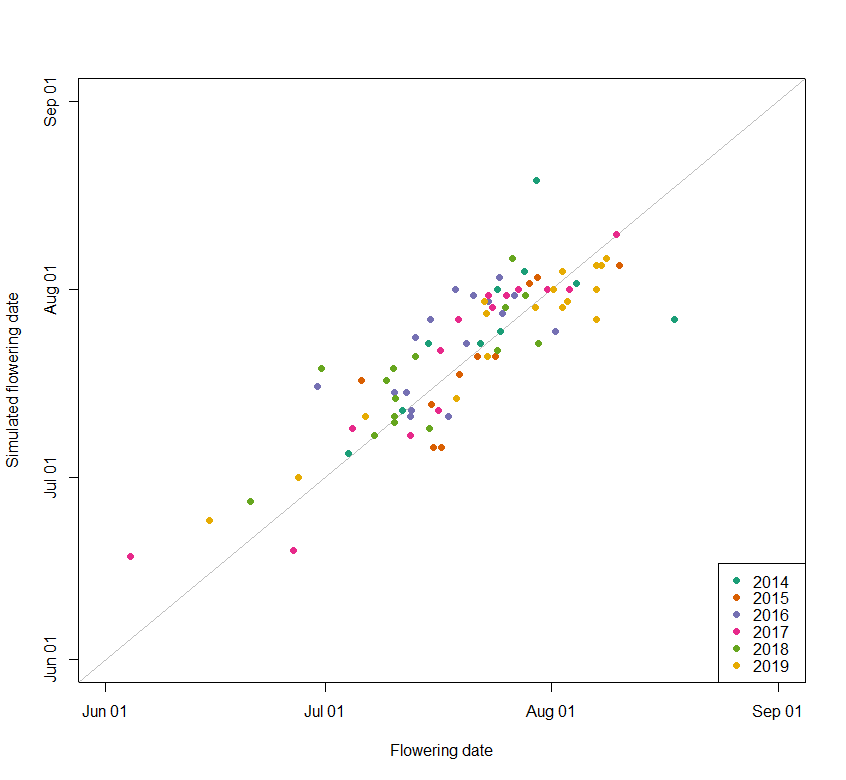 Sep 01
Aug 01
Jul 01
Jun 01
Simulated flowering date
2014
2015
2016
2017
2018
2019
Jun 01 Jul 01 Aug 01 Sep 01
Flowering date